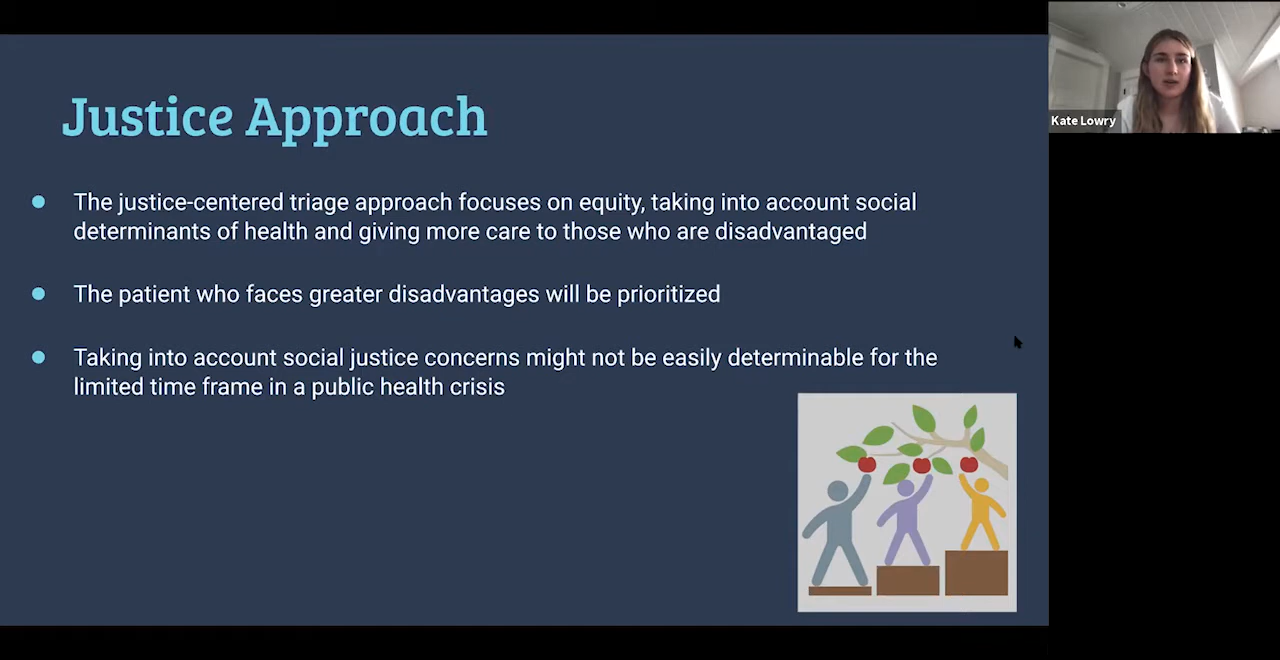 Justice Approach
The justice-centered triage approach focuses on equity, taking into account social
determinants of health and giving more care to those who are disadvantaged
The patient who faces greater disadvantages will be prioritized
Taking into account social justice concerns might not be easily determinable for the
limited time frame in a public health crisis
Kate Lowry